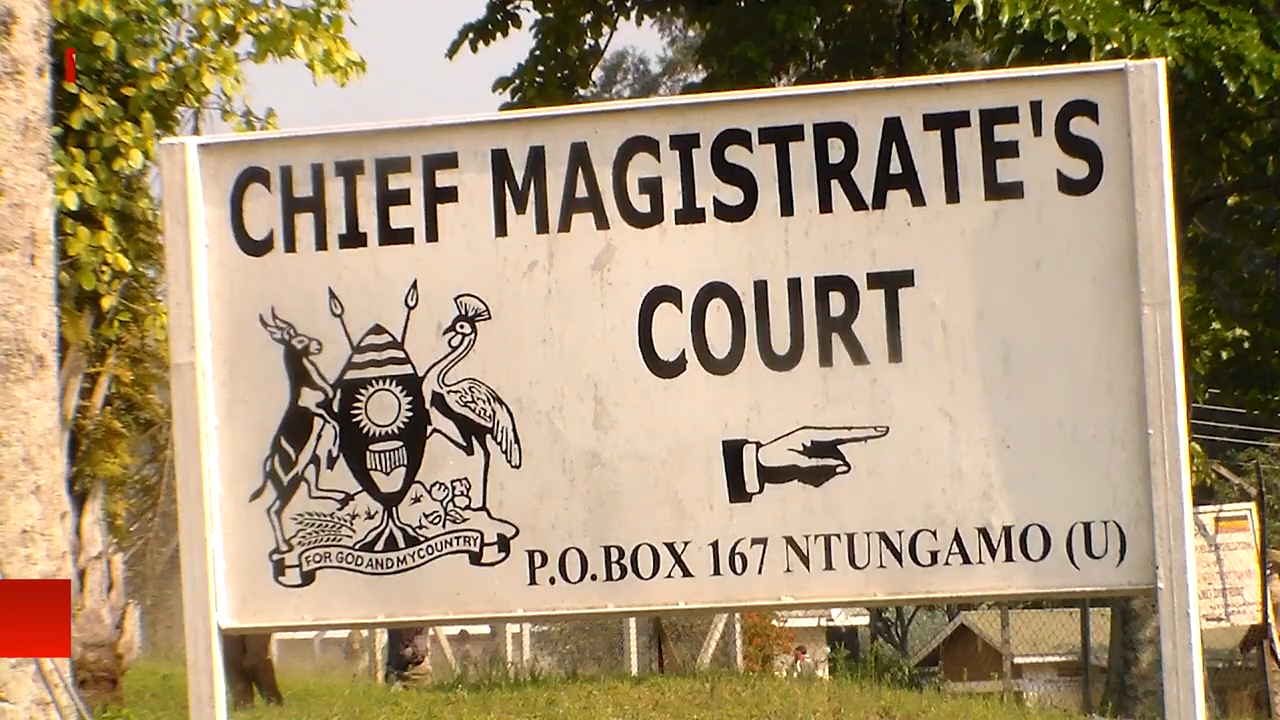 CHIEF MAGISTRATE'S
COURT
FOR GOD AND MY COUNTRY
P.O.BOX 167 NTUNGAMO (U)